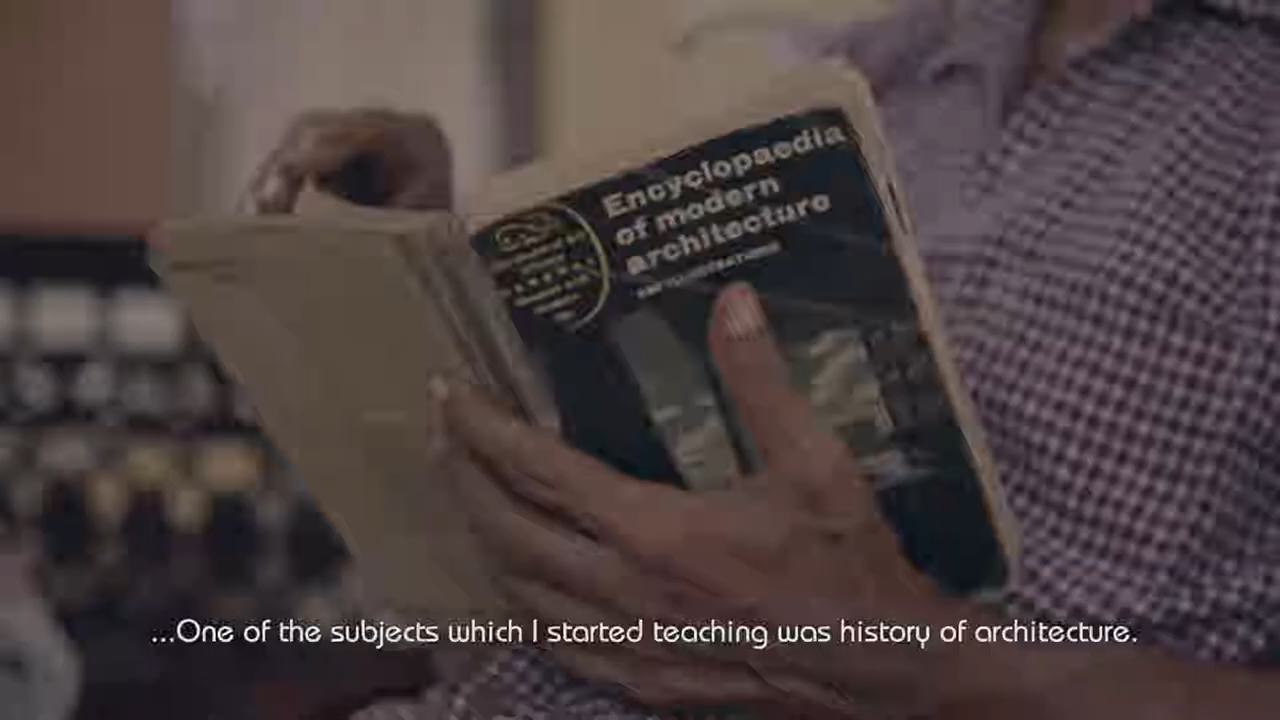 Encyclopaedia
of modern
architecture
...One of the subjects which I started teaching was history of architecture.